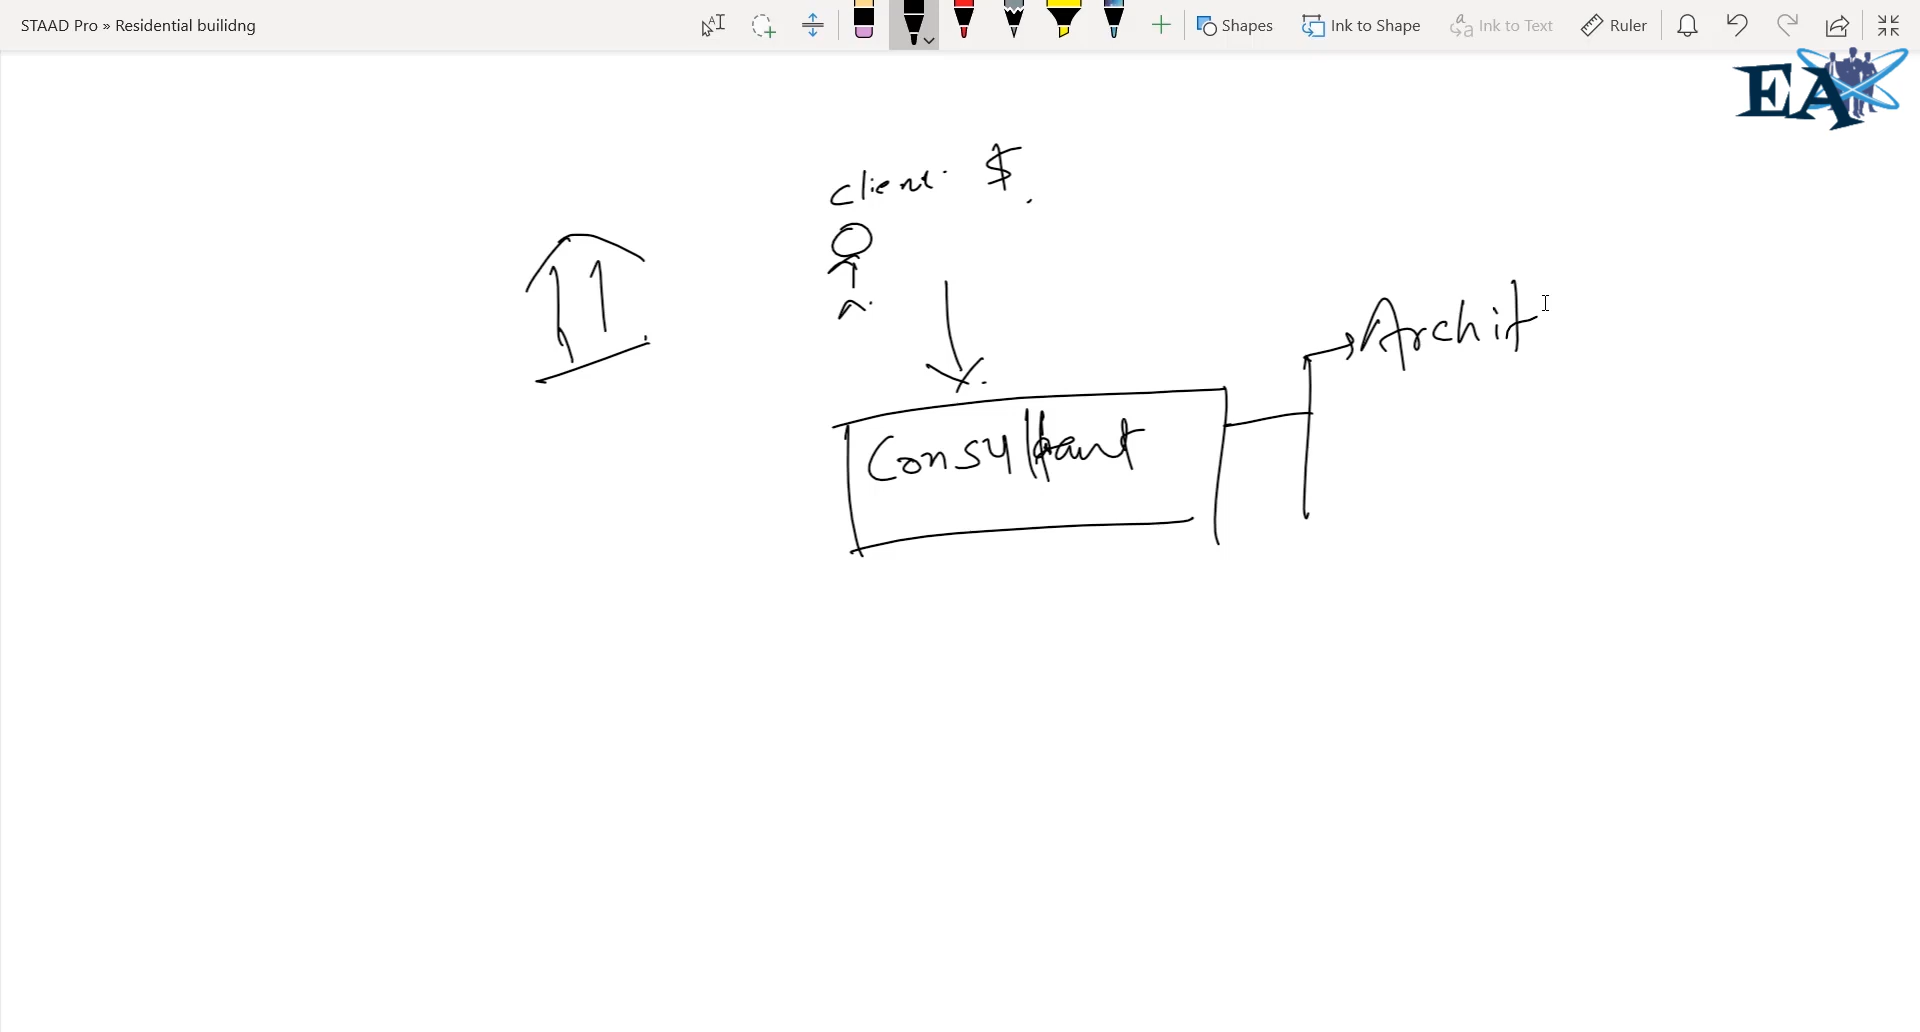 STAAD Pro » Residential builidng
Shapes
Ink to Shape
Ink to Text
Ruler
EA
client. $.
Archit
Consultant